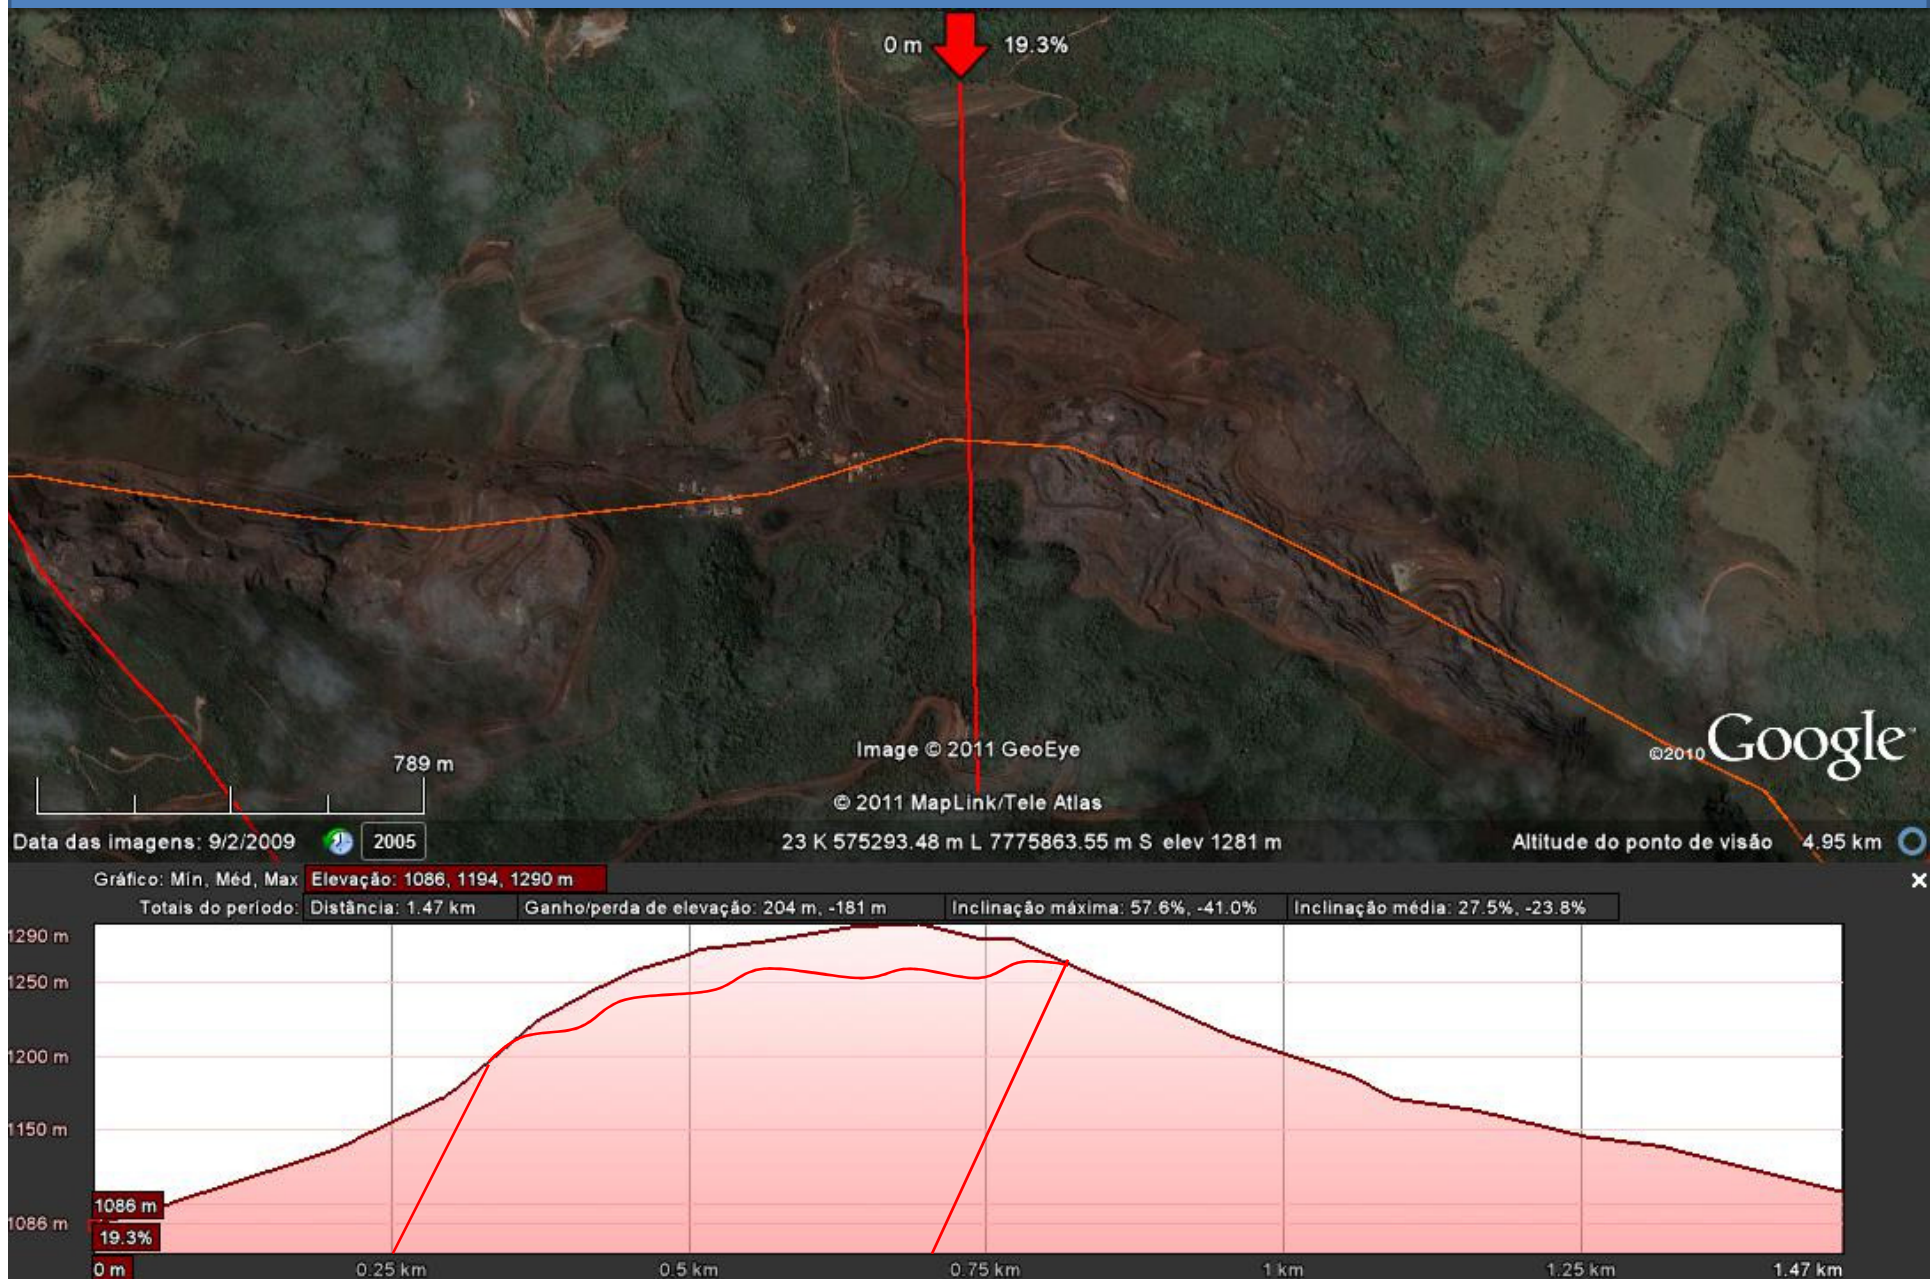 0 m 19.3%
789 m
Image © 2011 GeoEye
© 2011 MapLink/Tele Atlas
©2010 Google
Data das imagens: 9/2/2009 2005 23 K 575293.48 m L 7775863.55 m S elev 1281 m Altitude do ponto de visão 4.95 km
Gráfico: Mín, Méd, Max Elevação: 1086, 1194, 1290 m
Totais do período: Distância: 1.47 km Ganho/perda de elevação: 204 m, -181 m Inclinação máxima: 57.6%, -41.0% Inclinação média: 27.5%, -23.8%
1290 m
1250 m
1200 m
1150 m
1086 m
1086 m
19.3%
0 m 0.25 km 0.5 km 0.75 km 1 km 1.25 km 1.47 km